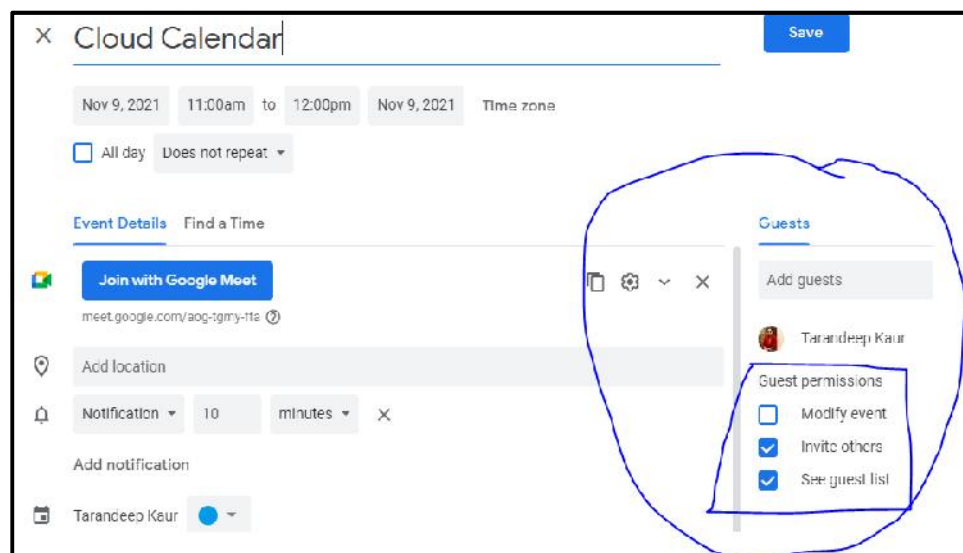 Cloud Calendar
Save
Nov 9, 2021 11:00am to 12:00pm Nov 9, 2021 Time zone
All day Does not repeat
Event Details Find a Time
Guests
Join with Google Meet
Add guests
meet.google.com/aog-tgmy-
Tarandeep Kaur
Add location
Guest permissions
Notification 10 minutes
Modify event
Invite others
Add notification
See guest list
Tarandeep Kaur